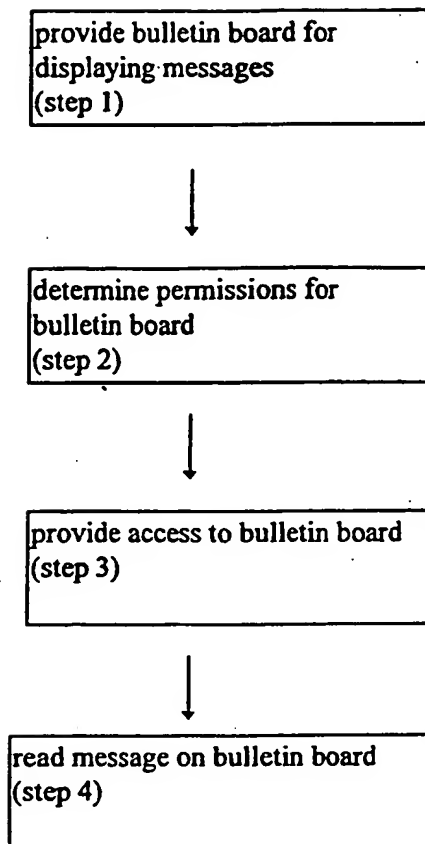 provide bulletin board for
displaying messages
(step 1)
determine permissions for
bulletin board
(step 2)
provide access to bulletin board
(step 3)
read message on bulletin board
(step 4)